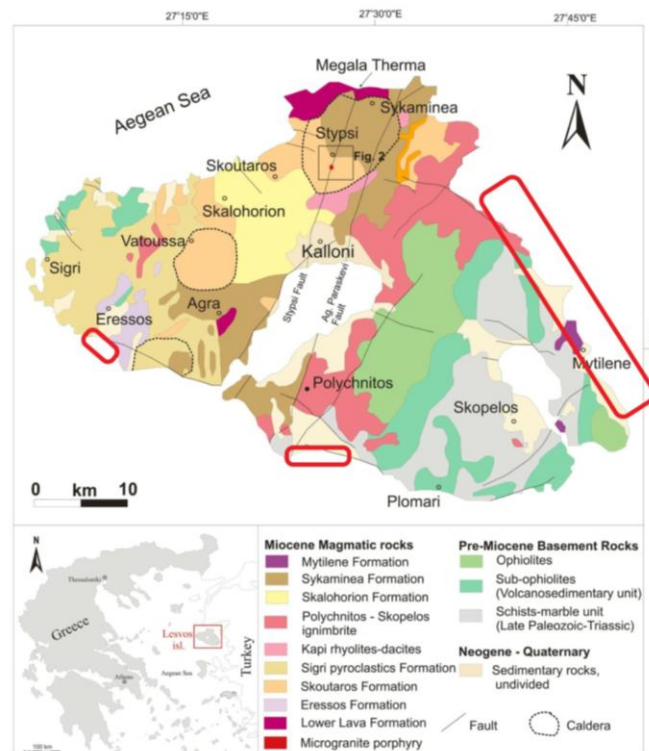 27°15'0"E
27°30'0"E
27°45'0"E
Megala Therma
Aegean Sea
Sykaminea
N
Stypsi
Fig. 2
Skoutaros
Skalohorion
Vatoussa
Kalloni
Sigri
Stypsi Fault
Ag. Paraskevi
Fault
Agra
Eressos
Mytilene
Polychnitos
Skopelos
0 km 10
Plomari
N
Thessaloniki
Greece
Lesvos
isl.
Turkey
Aegean Sea
Athens
100 km
Miocene Magmatic rocks
Mytilene Formation
Sykaminea Formation
Skalohorion Formation
Polychnitos - Skopelos
ignimbrite
Kapi rhyolites-dacites
Sigri pyroclastics Formation
Skoutaros Formation
Eressos Formation
Lower Lava Formation
Microgranite porphyry
Pre-Miocene Basement Rocks
Ophiolites
Sub-ophiolites
(Volcanosedimentary unit)
Schists-marble unit
(Late Paleozoic-Triassic)
Neogene - Quaternary
Sedimentary rocks,
undivided
Fault
Caldera